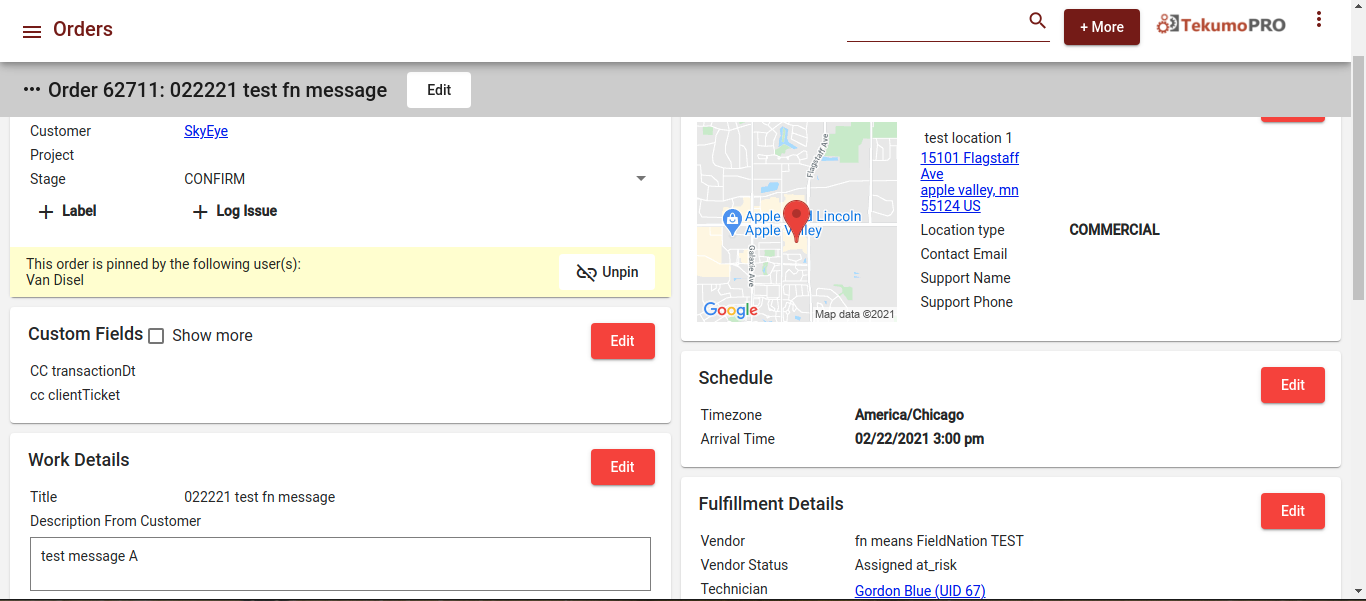 Orders
+ More
TekumoPRO
··· Order 62711: 022221 test fn message
Edit
Customer SkyEye
Project
Stage CONFIRM
+ Label + Log Issue
This order is pinned by the following user(s):
Van Disel
Unpin
Custom Fields Show more
Edit
CC transactionDt
cc clientTicket
Work Details
Edit
Title 022221 test fn message
Description From Customer
test message A
Flagstaff Ave
Galaxie Ave
Google
Map data ©2021
test location 1
15101 Flagstaff
Ave
apple valley, mn
55124 US
Location type COMMERCIAL
Contact Email
Support Name
Support Phone
Schedule
Edit
Timezone America/Chicago
Arrival Time 02/22/2021 3:00 pm
Fulfillment Details
Edit
Vendor fn means FieldNation TEST
Vendor Status Assigned at_risk
Technician Gordon Blue (UID 67)